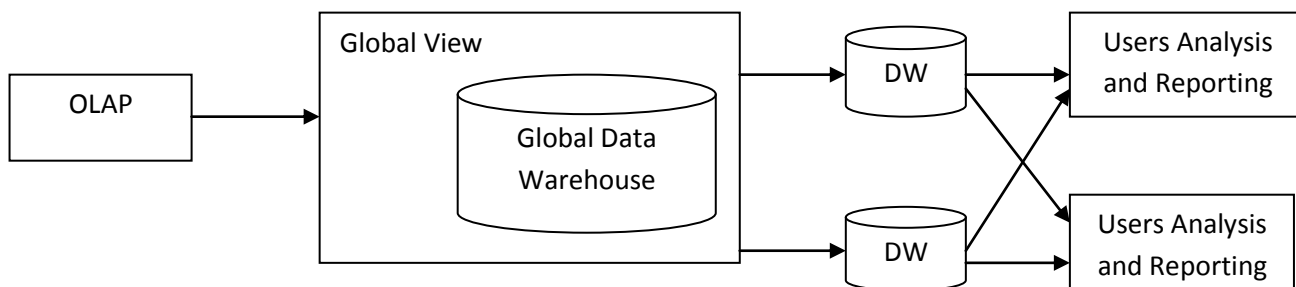 OLAP
Global View
Global Data
Warehouse
DW
DW
Users Analysis
and Reporting
Users Analysis
and Reporting